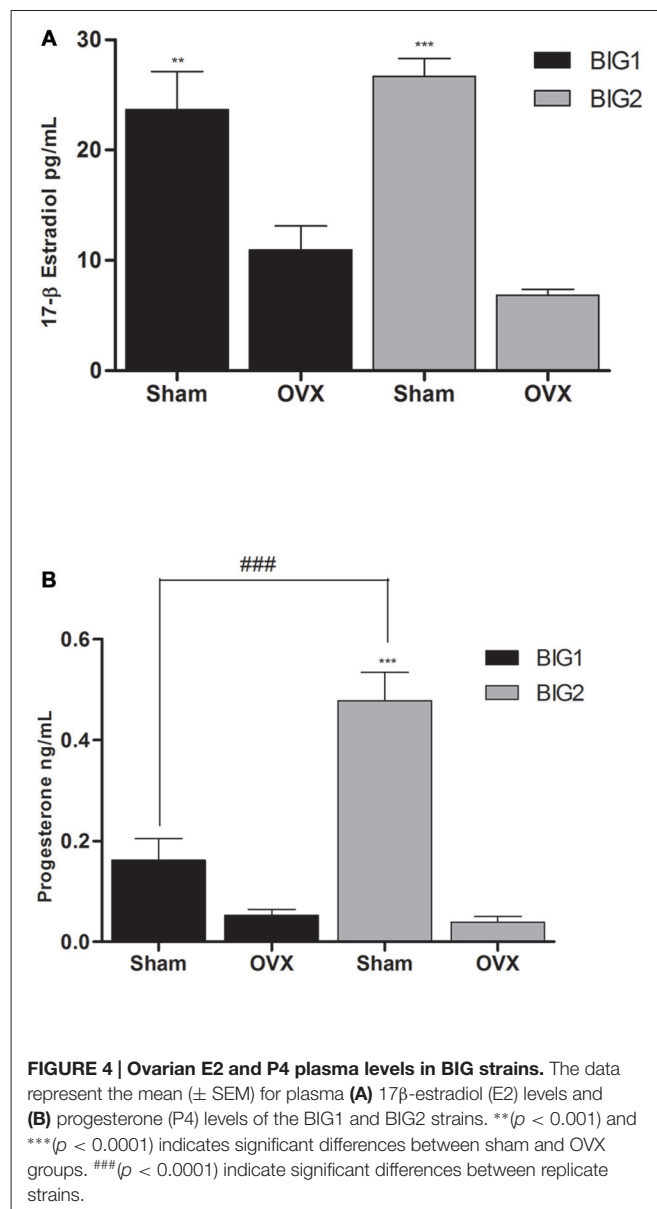 A
30
20
10
0
17-β Estradiol pg/mL
**
***
BIG1
BIG2
Sham OVX Sham OVX
B
###
0.6
0.4
0.2
0.0
Progesterone ng/mL
***
BIG1
BIG2
Sham OVX Sham OVX
FIGURE 4 | Ovarian E2 and P4 plasma levels in BIG strains. The data
represent the mean (± SEM) for plasma (A) 17β-estradiol (E2) levels and
(B) progesterone (P4) levels of the BIG1 and BIG2 strains. **(p < 0.001) and
***(p < 0.0001) indicates significant differences between sham and OVX
groups. ###(p < 0.0001) indicate significant differences between replicate
strains.